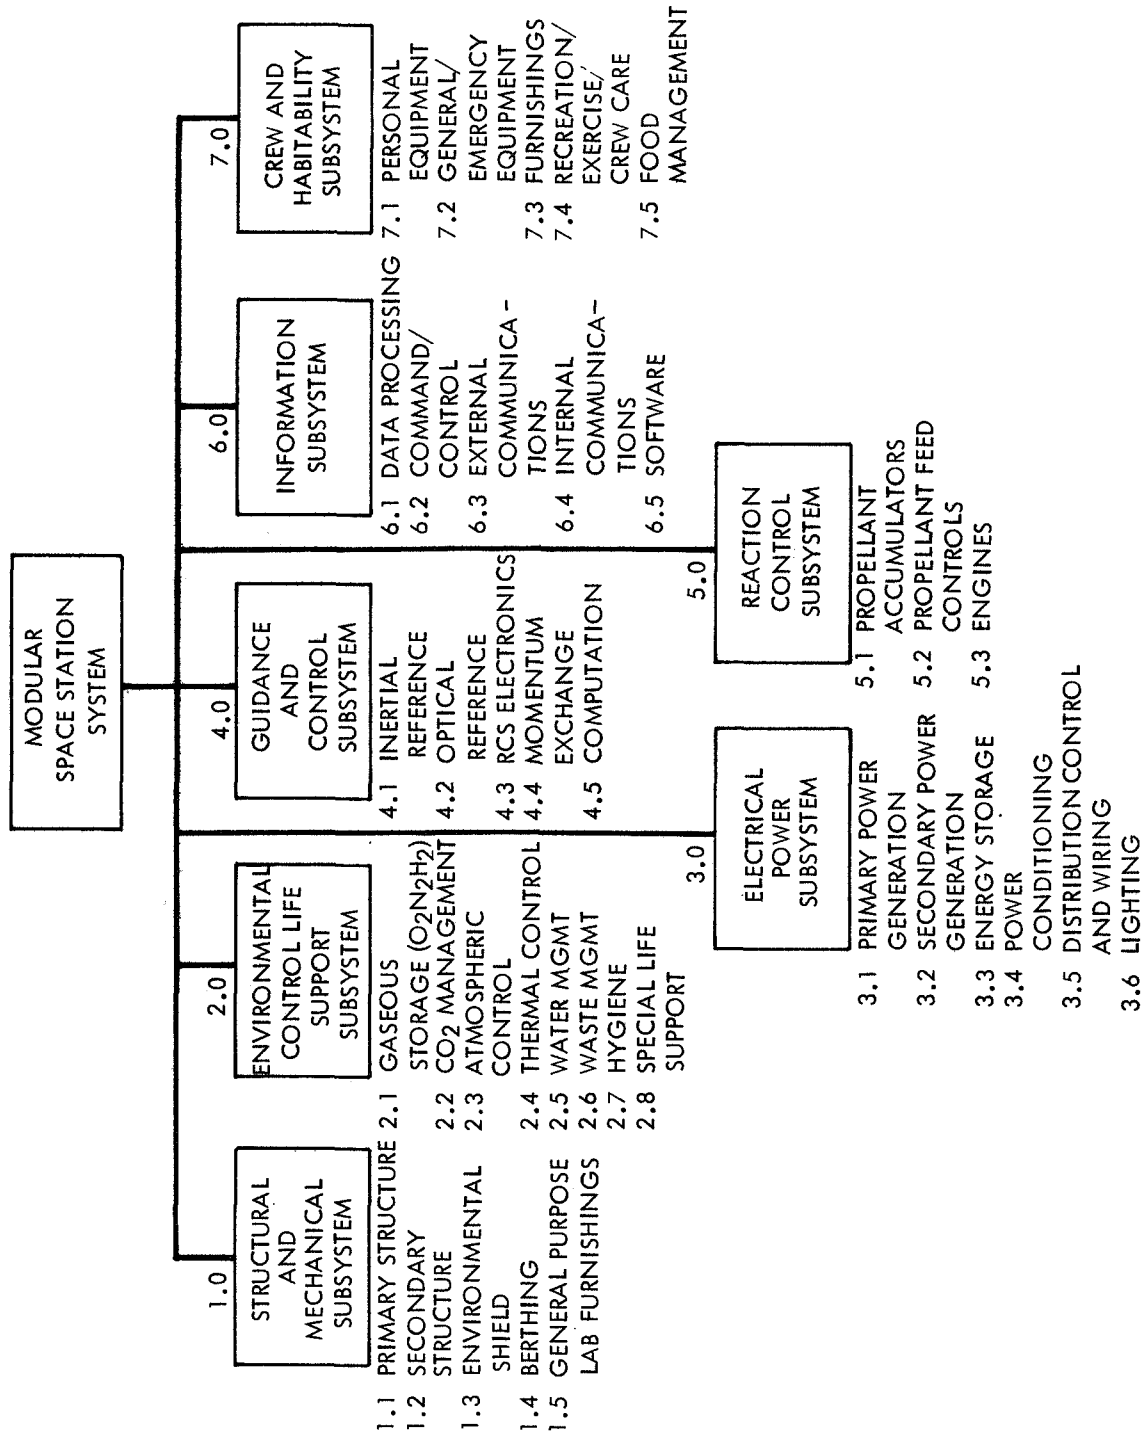 MODULAR
SPACE STATION
SYSTEM
1.0
STRUCTURAL
AND
MECHANICAL
SUBSYSTEM
1.1 PRIMARY STRUCTURE
1.2 SECONDARY
STRUCTURE
1.3 ENVIRONMENTAL
SHIELD
1.4 BERTHING
1.5 GENERAL PURPOSE
LAB FURNISHINGS
2.0
ENVIRONMENTAL
CONTROL LIFE
SUPPORT
SUBSYSTEM
2.1 GASEOUS
STORAGE (O2N2H2)
2.2 CO2 MANAGEMENT
2.3 ATMOSPHERIC
CONTROL
2.4 THERMAL CONTROL
2.5 WATER MGMT
2.6 WASTE MGMT
2.7 HYGIENE
2.8 SPECIAL LIFE
SUPPORT
3.0
ELECTRICAL
POWER
SUBSYSTEM
3.1 PRIMARY POWER
GENERATION
3.2 SECONDARY POWER
GENERATION
3.3 ENERGY STORAGE
3.4 POWER
CONDITIONING
3.5 DISTRIBUTION CONTROL
AND WIRING
3.6 LIGHTING
4.0
GUIDANCE
AND
CONTROL
SUBSYSTEM
4.1 INERTIAL
REFERENCE
4.2 OPTICAL
REFERENCE
4.3 RCS ELECTRONICS
4.4 MOMENTUM
EXCHANGE
4.5 COMPUTATION
5.0
REACTION
CONTROL
SUBSYSTEM
5.1 PROPELLANT
ACCUMULATORS
5.2 PROPELLANT FEED
CONTROLS
5.3 ENGINES
6.0
INFORMATION
SUBSYSTEM
6.1 DATA PROCESSING
6.2 COMMAND/
CONTROL
6.3 EXTERNAL
COMMUNICA-
TIONS
6.4 INTERNAL
COMMUNICA-
TIONS
6.5 SOFTWARE
7.0
CREW AND
HABITABILITY
SUBSYSTEM
7.1 PERSONAL
EQUIPMENT
7.2 GENERAL/
EMERGENCY
EQUIPMENT
7.3 FURNISHINGS
7.4 RECREATION/
EXERCISE/
CREW CARE
7.5 FOOD
MANAGEMENT